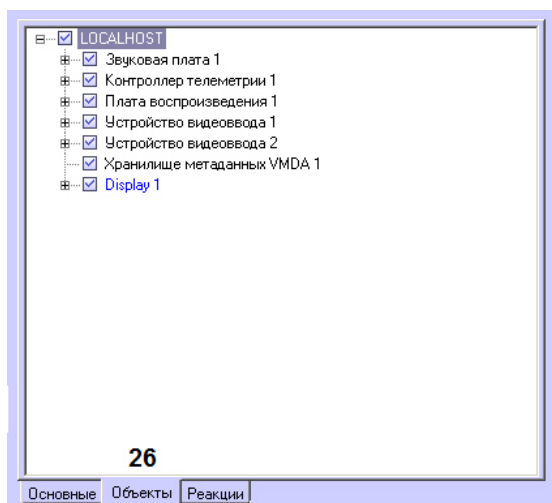 LOCALHOST
Звуковая плата 1
Контроллер телеметрии 1
Плата воспроизведения 1
Устройство видеоввода 1
Устройство видеоввода 2
Хранилище метаданных VMDA 1
Display 1
26
Основные Объекты Реакции